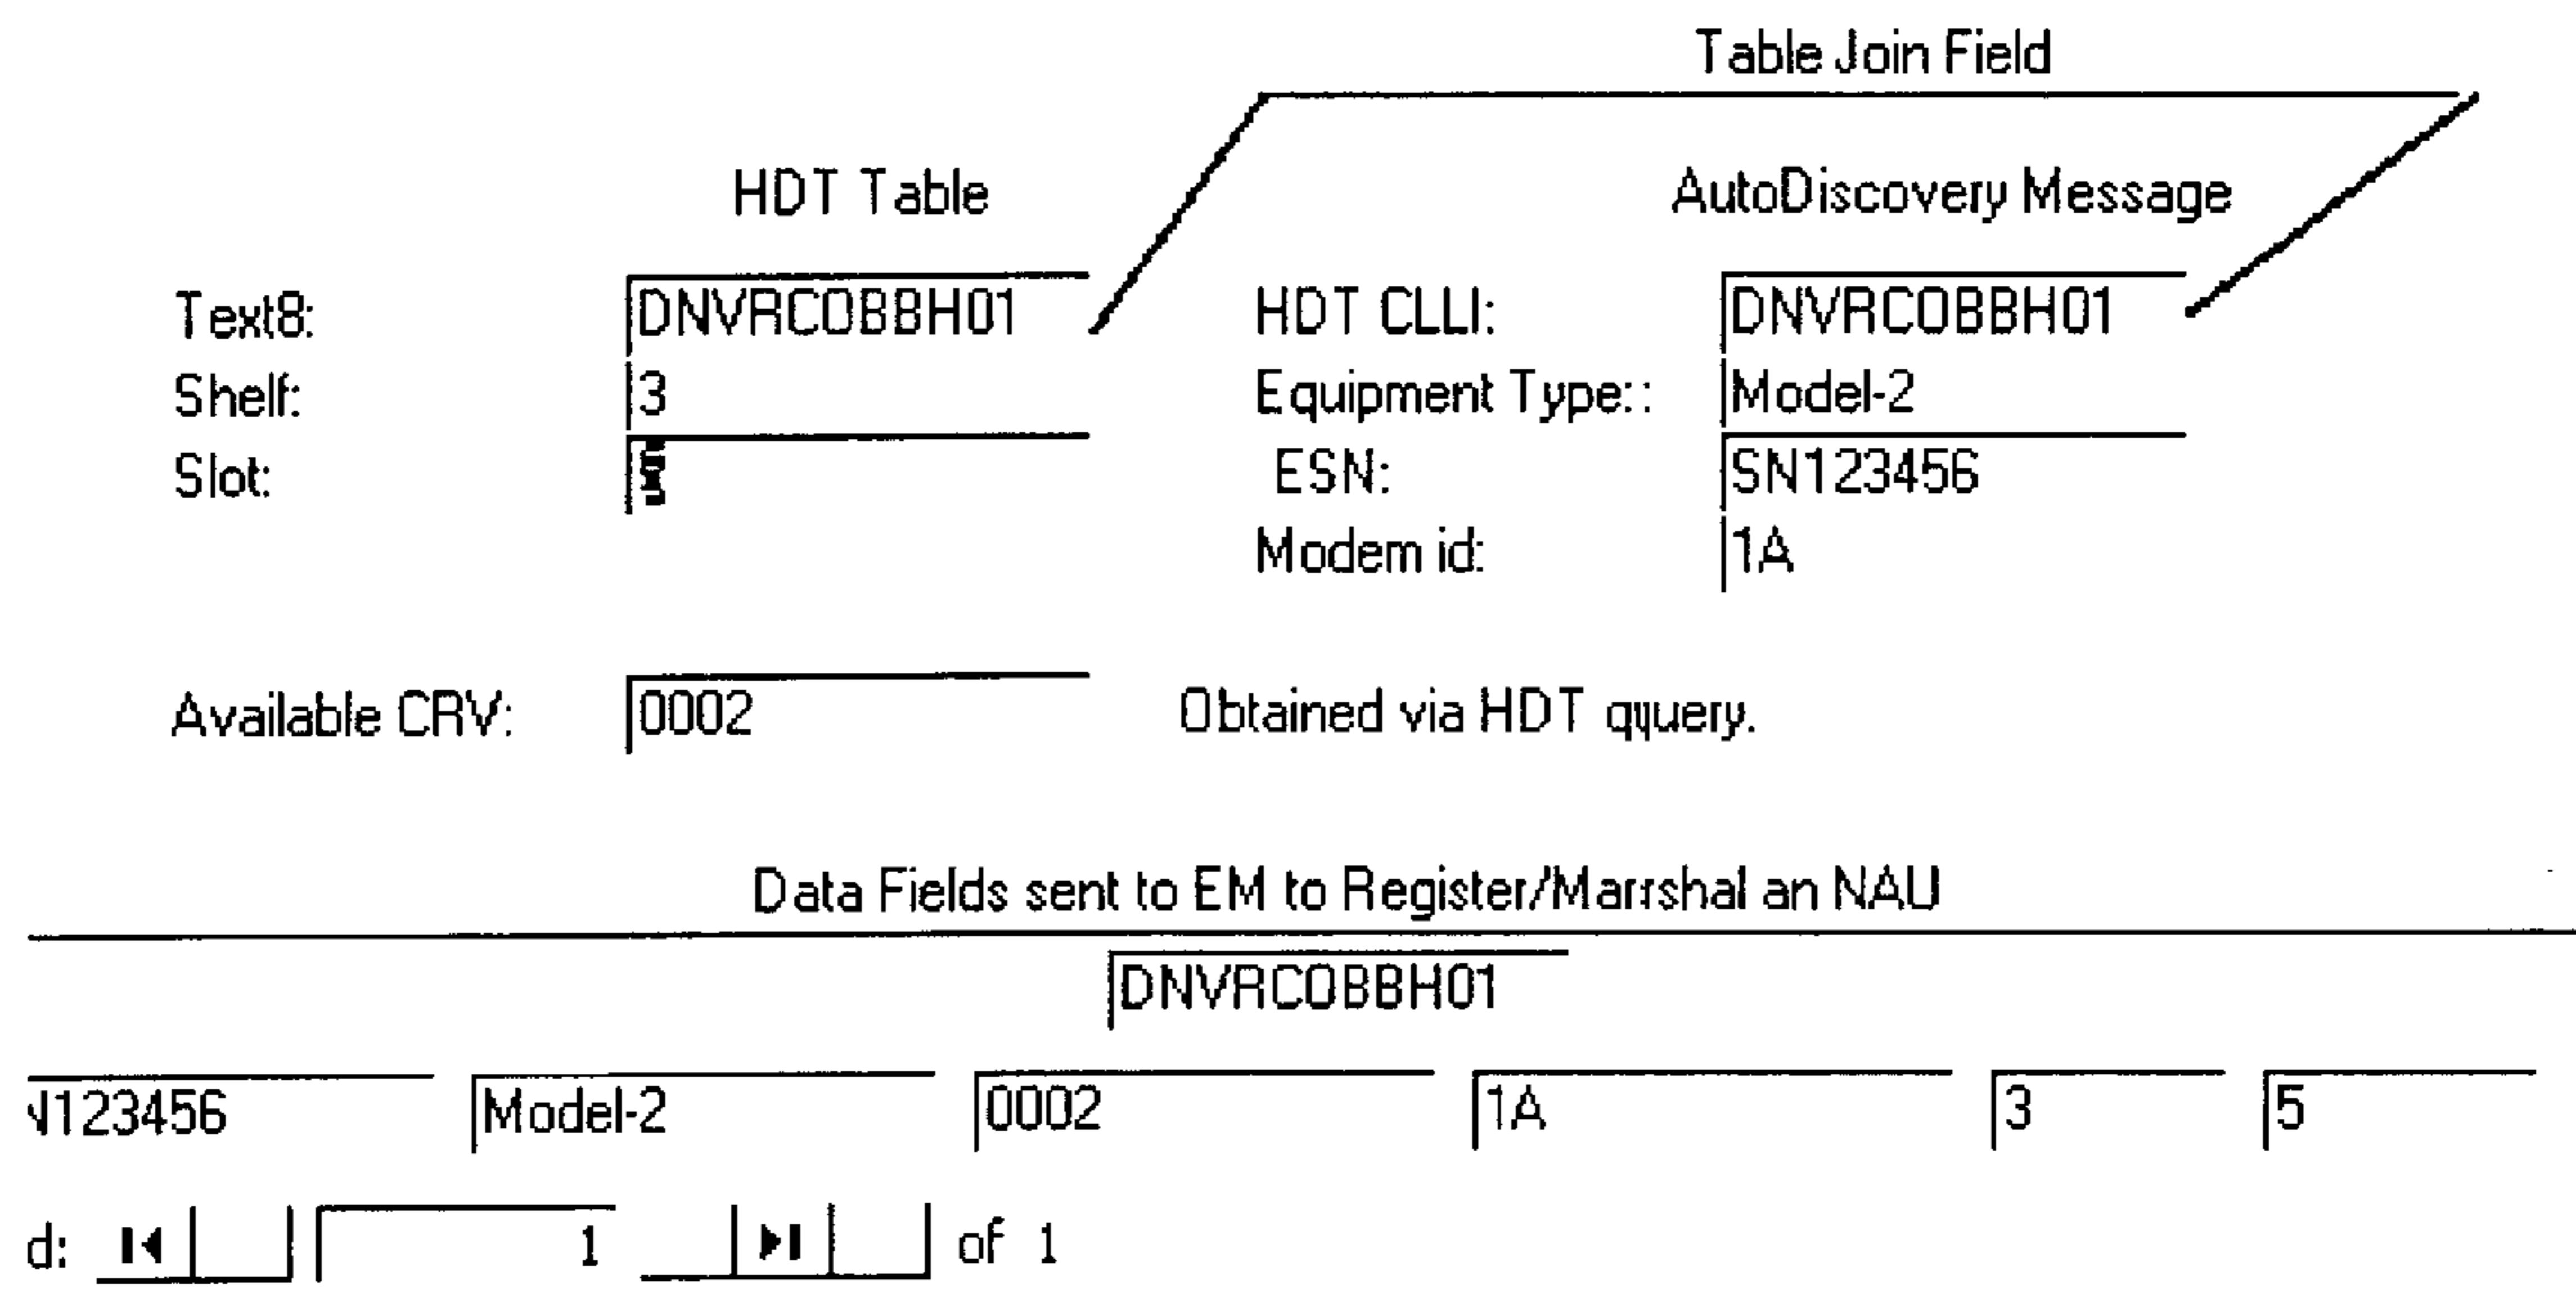 Table Join Field
HDT Table AutoDiscovery Message
Text8: DNVRCOBBH01 HDT CLLI: DNVRCOBBH01
Shelf: 3 Equipment Type:: Model-2
Slot: ESN: SN123456
Modem id: 1A
Available CRV: 0002 Obtained via HDT qquery.
Data Fields sent to EM to Register/Marrshal an NAU
DNVRCOBBH01
N123456 Model-2 0002 1A 3 5
d: 1 of 1